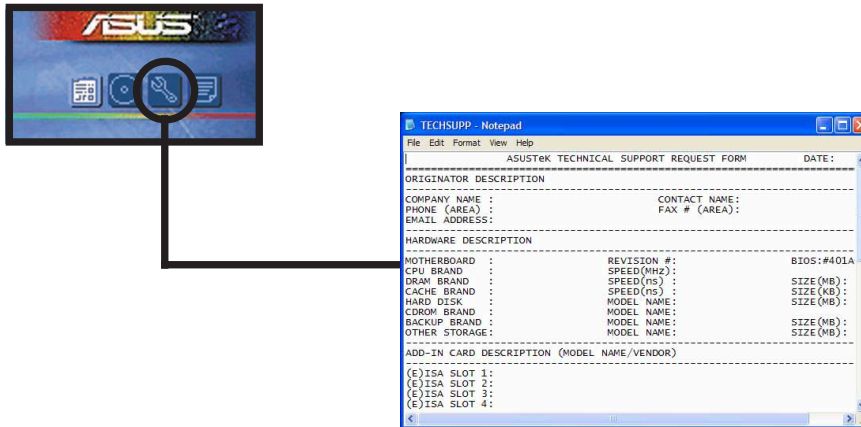 ASUS
TECHSUPP - Notepad
File Edit Format View Help
ASUSTeK TECHNICAL SUPPORT REQUEST FORM DATE:
ORIGINATOR DESCRIPTION
COMPANY NAME : CONTACT NAME:
PHONE (AREA) : FAX # (AREA):
EMAIL ADDRESS:
HARDWARE DESCRIPTION
MOTHERBOARD : REVISION #: BIOS:#401A
CPU BRAND : SPEED(MHz):
DRAM BRAND : SPEED(ns) : SIZE(MB):
CACHE BRAND : SPEED(ns) : SIZE(KB):
HARD DISK : MODEL NAME: SIZE(MB):
CDROM BRAND : MODEL NAME:
BACKUP BRAND : MODEL NAME: SIZE(MB):
OTHER STORAGE: MODEL NAME: SIZE(MB):
ADD-IN CARD DESCRIPTION (MODEL NAME/VENDOR)
(E)ISA SLOT 1:
(E)ISA SLOT 2:
(E)ISA SLOT 3:
(E)ISA SLOT 4: